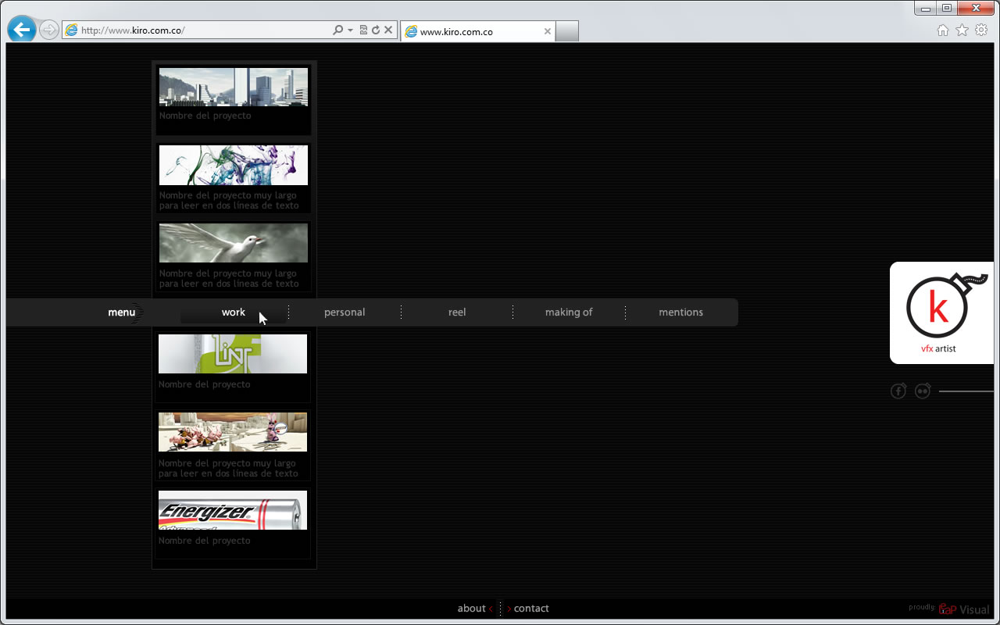 http://www.kiro.com.co/
www.kiro.com.co
Nombre del proyecto
Nombre del proyecto muy largo
para leer en dos líneas de texto
Nombre del proyecto muy largo
para leer en dos líneas de texto
menu
work
personal
reel
making of
mentions
k
vfx artist
LiNT
Nombre del proyecto
Nombre del proyecto muy largo
para leer en dos líneas de texto
Energizer
Nombre del proyecto
about
contact
proudly:
Visual